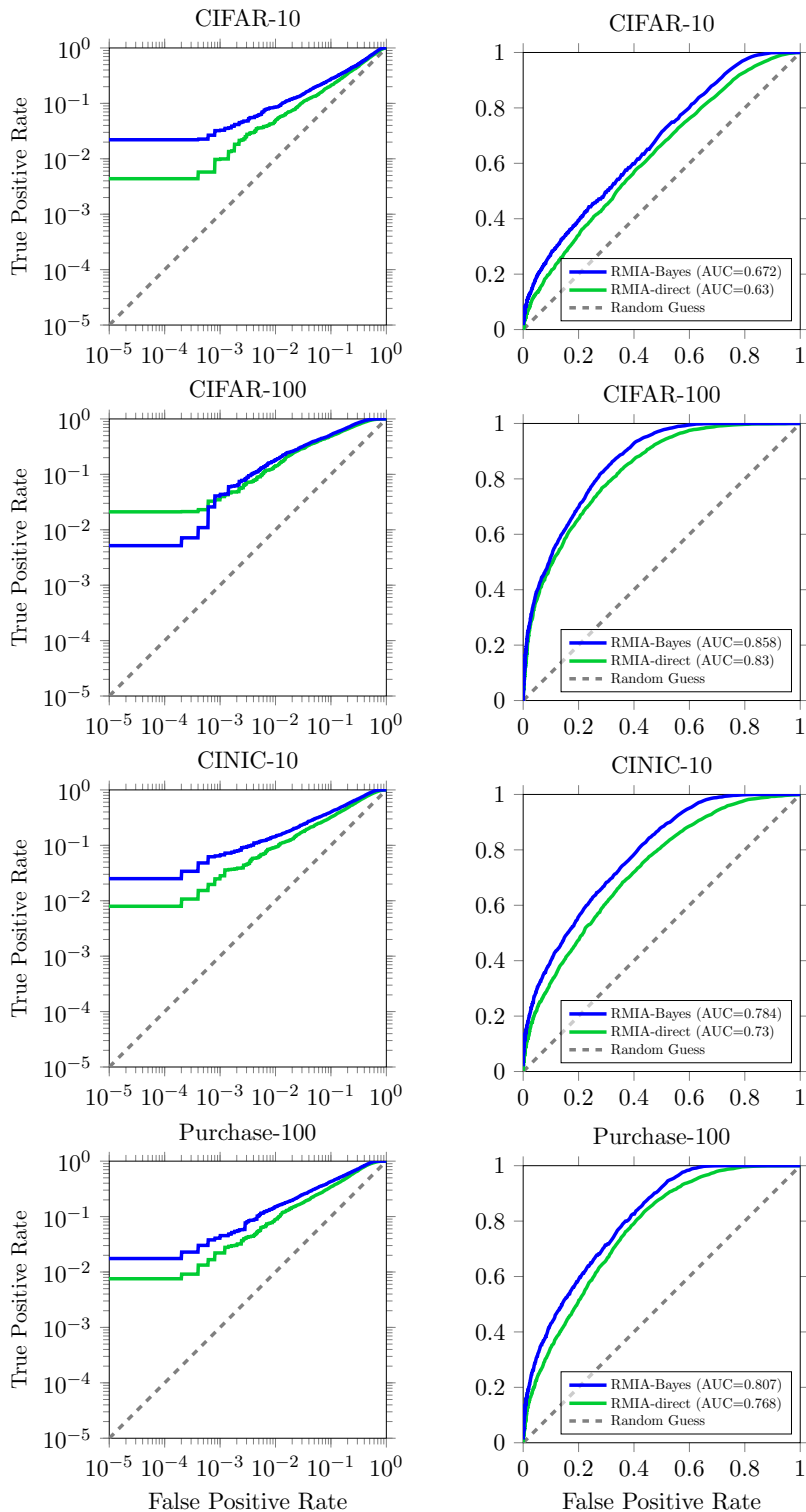 CIFAR-10
CIFAR-10
True Positive Rate
10^0
10^−1
10^−2
10^−3
10^−4
10^−5
10^−5 10^−4 10^−3 10^−2 10^−1 10^0
1
0.8
0.6
0.4
0.2
0
0 0.2 0.4 0.6 0.8 1
RMIA-Bayes (AUC=0.672)
RMIA-direct (AUC=0.63)
Random Guess
CIFAR-100
CIFAR-100
True Positive Rate
10^0
10^−1
10^−2
10^−3
10^−4
10^−5
10^−5 10^−4 10^−3 10^−2 10^−1 10^0
1
0.8
0.6
0.4
0.2
0
0 0.2 0.4 0.6 0.8 1
RMIA-Bayes (AUC=0.858)
RMIA-direct (AUC=0.83)
Random Guess
CINIC-10
CINIC-10
True Positive Rate
10^0
10^−1
10^−2
10^−3
10^−4
10^−5
10^−5 10^−4 10^−3 10^−2 10^−1 10^0
1
0.8
0.6
0.4
0.2
0
0 0.2 0.4 0.6 0.8 1
RMIA-Bayes (AUC=0.784)
RMIA-direct (AUC=0.73)
Random Guess
Purchase-100
Purchase-100
True Positive Rate
10^0
10^−1
10^−2
10^−3
10^−4
10^−5
10^−5 10^−4 10^−3 10^−2 10^−1 10^0
False Positive Rate
1
0.8
0.6
0.4
0.2
0
0 0.2 0.4 0.6 0.8 1
RMIA-Bayes (AUC=0.807)
RMIA-direct (AUC=0.768)
Random Guess
False Positive Rate